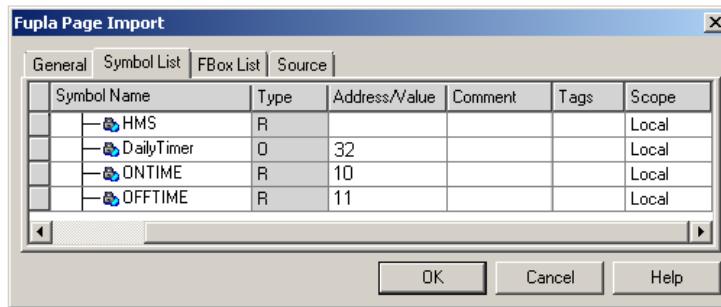 Fupla Page Import
General Symbol List FBox List Source
Symbol Name Type Address/Value Comment Tags Scope
HMS R Local
DailyTimer O 32 Local
ONTIME R 10 Local
OFFTIME R 11 Local
OK Cancel Help